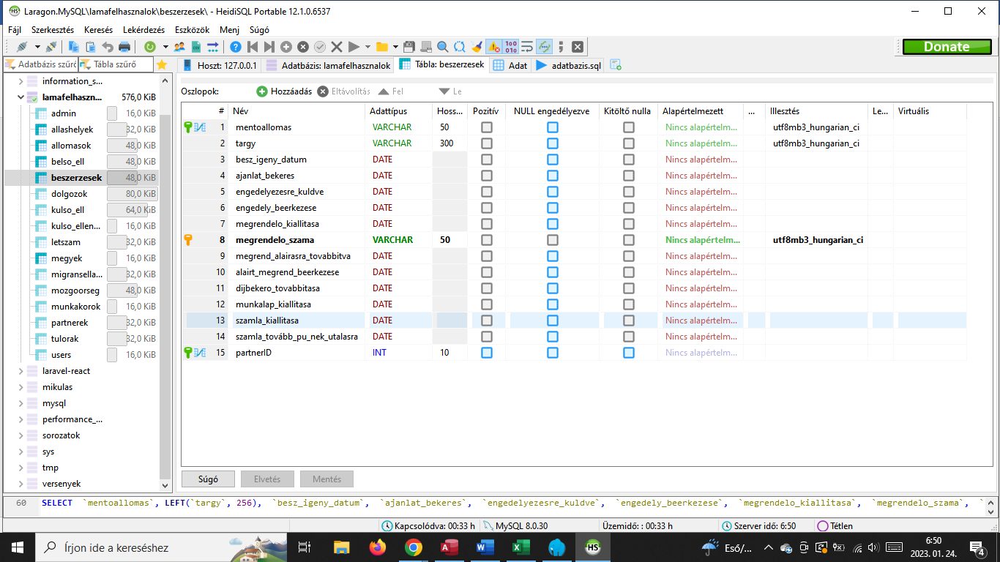 Laragon.MySQL\lamafelhasznalok\beszerzesek\ - HeidiSQL Portable 12.1.0.6537
Fájl Szerkesztés Keresés Lekérdezés Eszközök Menj Súgó
Donate
Adatbázis szűrő Tábla szűrő
Hoszt: 127.0.0.1 Adatbázis: lamafelhasznalok Tábla: beszerzesek Adat adatbazis.sql
information_s...
lamafelhaszn... 576,0 KiB
admin 16,0 KiB
allashelyek 32,0 KiB
allomasok 48,0 KiB
belso_ell 48,0 KiB
beszerzesek 48,0 KiB
dolgozok 80,0 KiB
kulso_ell 64,0 KiB
kulso_ellen... 16,0 KiB
letszam 32,0 KiB
megyek 16,0 KiB
migransella... 32,0 KiB
mozgoorseg 48,0 KiB
munkakorok 16,0 KiB
partnerek 32,0 KiB
tulorak 32,0 KiB
users 16,0 KiB
laravel-react
mikulas
mysql
performance_...
sorozatok
sys
tmp
versenyek
Oszlopok: Hozzáadás Eltávolítás Fel Le
# Név Adattípus Hoss... Pozitív NULL engedélyezve Kitöltő nulla Alapértelmezett ... Illesztés Le... Virtuális
1 mentoallomas VARCHAR 50 Nincs alapértelm... utf8mb3_hungarian_ci
2 targy VARCHAR 300 Nincs alapértelm... utf8mb3_hungarian_ci
3 besz_igeny_datum DATE Nincs alapértelm...
4 ajanlat_bekeres DATE Nincs alapértelm...
5 engedelyezesre_kuldve DATE Nincs alapértelm...
6 engedely_beerkezese DATE Nincs alapértelm...
7 megrendelo_kiallitasa DATE Nincs alapértelm...
8 megrendelo_szama VARCHAR 50 Nincs alapértelm... utf8mb3_hungarian_ci
9 megrend_alairasra_tovabbitva DATE Nincs alapértelm...
10 alairt_megrend_beerkezese DATE Nincs alapértelm...
11 dijbekero_tovabbitasa DATE Nincs alapértelm...
12 munkalap_kiallitasa DATE Nincs alapértelm...
13 szamla_kiallitasa DATE Nincs alapértelm...
14 szamla_tovább_pu_nek_utalasra DATE Nincs alapértelm...
15 partnerID INT 10 Nincs alapértelm...
Súgó Elvetés Mentés
60 SELECT `mentoallomas`, LEFT(`targy`, 256), `besz_igeny_datum`, `ajanlat_bekeres`, `engedelyezesre_kuldve`, `engedely_beerkezese`, `megrendelo_kiallitasa`, `megrendelo_szama`, `
Kapcsolódva: 00:33 h MySQL 8.0.30 Üzemidő: : 00:33 h Szerver idő: 6:50 Tétlen
Írjon ide a kereséshez
Eső/...
6:50
2023. 01. 24.
4